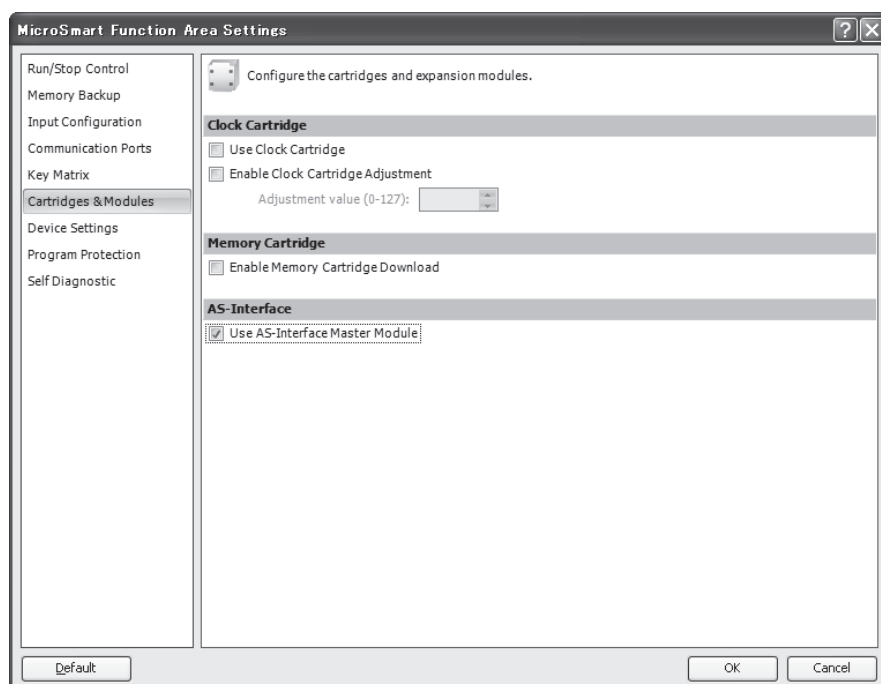 MicroSmart Function Area Settings
Run/Stop Control
Memory Backup
Input Configuration
Communication Ports
Key Matrix
Cartridges & Modules
Device Settings
Program Protection
Self Diagnostic
Configure the cartridges and expansion modules.
Clock Cartridge
Use Clock Cartridge
Enable Clock Cartridge Adjustment
Adjustment value (0-127):
Memory Cartridge
Enable Memory Cartridge Download
AS-Interface
Use AS-Interface Master Module
Default
OK
Cancel